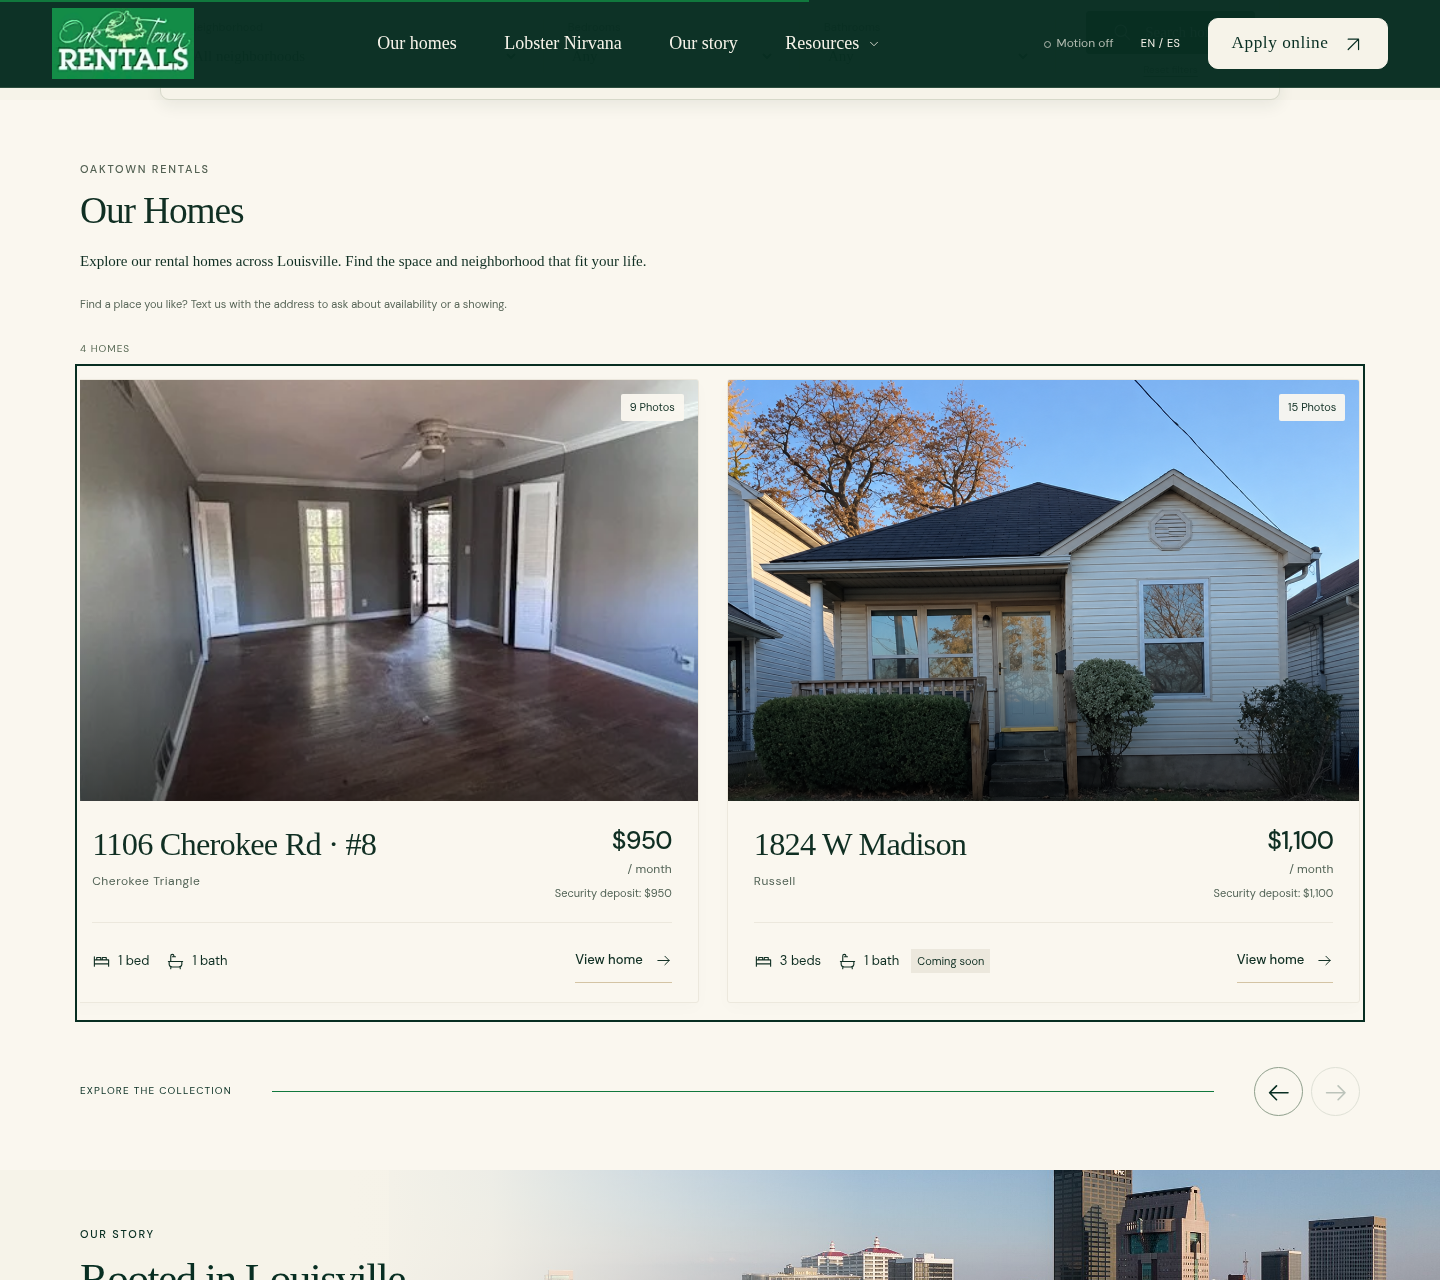 Oak Town
RENTALS
Our homes
Lobster Nirvana
Our story
Resources
Motion off
EN / ES
Apply online
OAKTOWN RENTALS
Our Homes
Explore our rental homes across Louisville. Find the space and neighborhood that fit your life.
Find a place you like? Text us with the address to ask about availability or a showing.
4 HOMES
9 Photos
15 Photos
1106 Cherokee Rd · #8
$950
/ month
Cherokee Triangle
Security deposit: $950
1 bed
1 bath
View home
1824 W Madison
$1,100
/ month
Russell
Security deposit: $1,100
3 beds
1 bath
Coming soon
View home
EXPLORE THE COLLECTION
OUR STORY
Rooted in Louisville